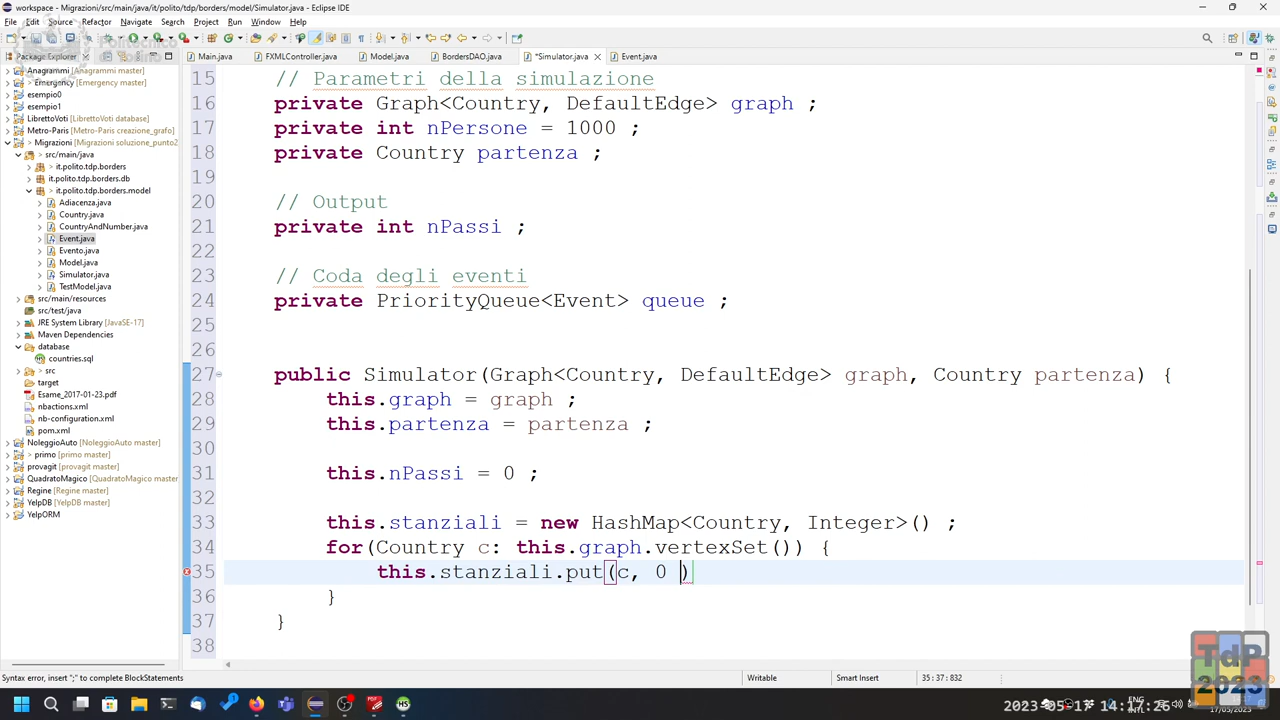 workspace - Migrazioni/src/main/java/it/polito/tdp/borders/model/Simulator.java - Eclipse IDE
File Edit Source Refactor Navigate Search Project Run Window Help
Package Explorer
Main.java
FXMLController.java
Model.java
BordersDAO.java
*Simulator.java
Event.java
Anagrammi [Anagrammi master]
> Emergency [Emergency master]
esempio0
esempio1
LibrettoVoti [LibrettoVoti database]
Metro-Paris [Metro-Paris creazione_grafo]
> Migrazioni [Migrazioni soluzione_punto2
> src/main/java
> it.polito.tdp.borders
> it.polito.tdp.borders.db
> it.polito.tdp.borders.model
Adiacenza.java
Country.java
CountryAndNumber.java
Event.java
Evento.java
Model.java
Simulator.java
TestModel.java
src/main/resources
src/test/java
JRE System Library [JavaSE-17]
Maven Dependencies
database
countries.sql
> src
target
Esame_2017-01-23.pdf
nbactions.xml
nb-configuration.xml
pom.xml
NoleggioAuto [NoleggioAuto master]
> primo [primo master]
provagit [provagit master]
QuadratoMagico [QuadratoMagico master]
Regine [Regine master]
YelpDB [YelpDB master]
YelpORM
15 // Parametri della simulazione
16 private Graph<Country, DefaultEdge> graph ;
17 private int nPersone = 1000 ;
18 private Country partenza ;
19
20 // Output
21 private int nPassi ;
22
23 // Coda degli eventi
24 private PriorityQueue<Event> queue ;
25
26
27 public Simulator(Graph<Country, DefaultEdge> graph, Country partenza) {
28 this.graph = graph ;
29 this.partenza = partenza ;
30
31 this.nPassi = 0 ;
32
33 this.stanziali = new HashMap<Country, Integer>() ;
34 for(Country c: this.graph.vertexSet()) {
35 this.stanziali.put(c, 0 )
36 }
37 }
38
Syntax error, insert ";" to complete BlockStatements
Writable
Smart Insert
35 : 37 : 832
TdP
2023
ENG
INTL
2023-05-17 14:17:26